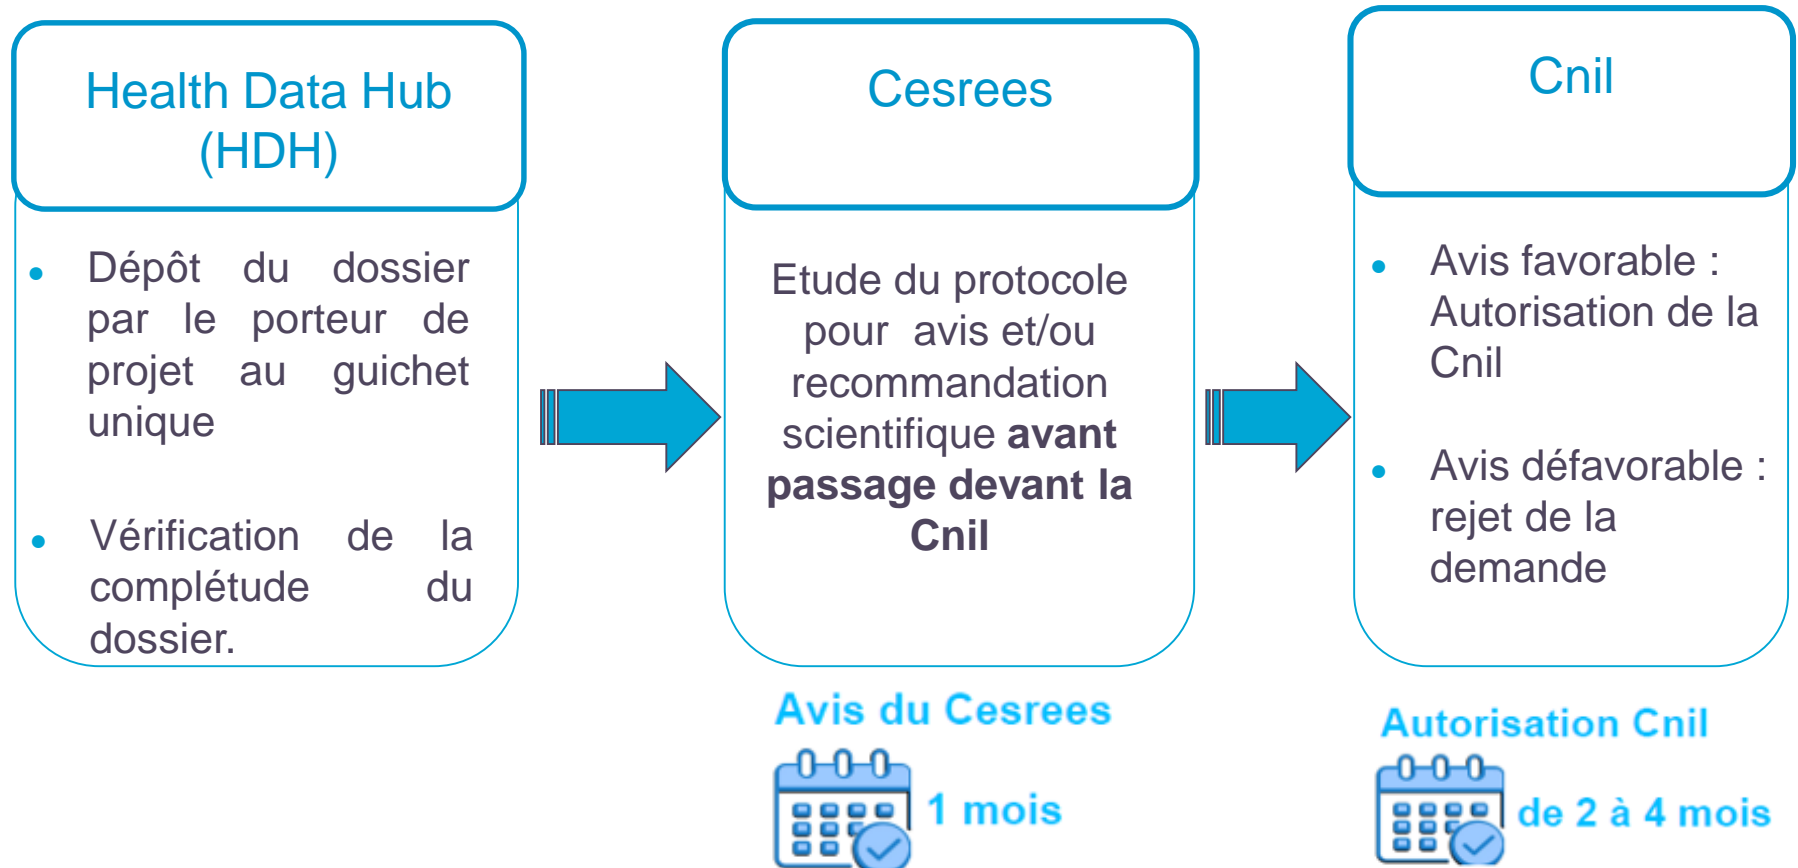 Health Data Hub
(HDH)
Dépôt du dossier
par le porteur de
projet au guichet
unique
Vérification de la
complétude du
dossier.
Cesrees
Etude du protocole
pour avis et/ou
recommandation
scientifique avant
passage devant la
Cnil
Avis du Cesrees
1 mois
Cnil
Avis favorable :
Autorisation de la
Cnil
Avis défavorable :
rejet de la
demande
Autorisation Cnil
de 2 à 4 mois